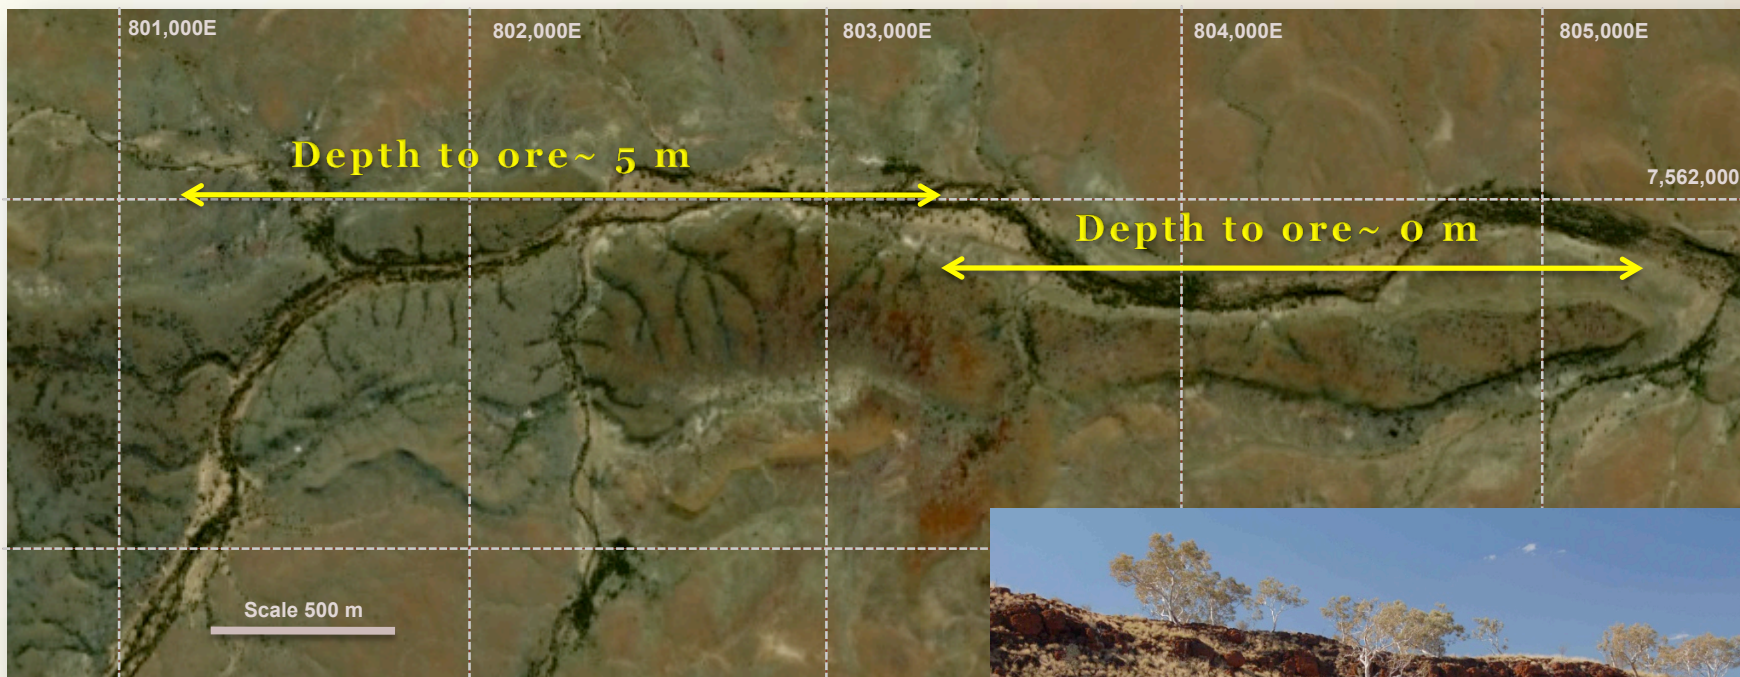 801,000E
802,000E
803,000E
804,000E
805,000E
Depth to ore~ 5 m
7,562,000
Depth to ore~ 0 m
Scale 500 m